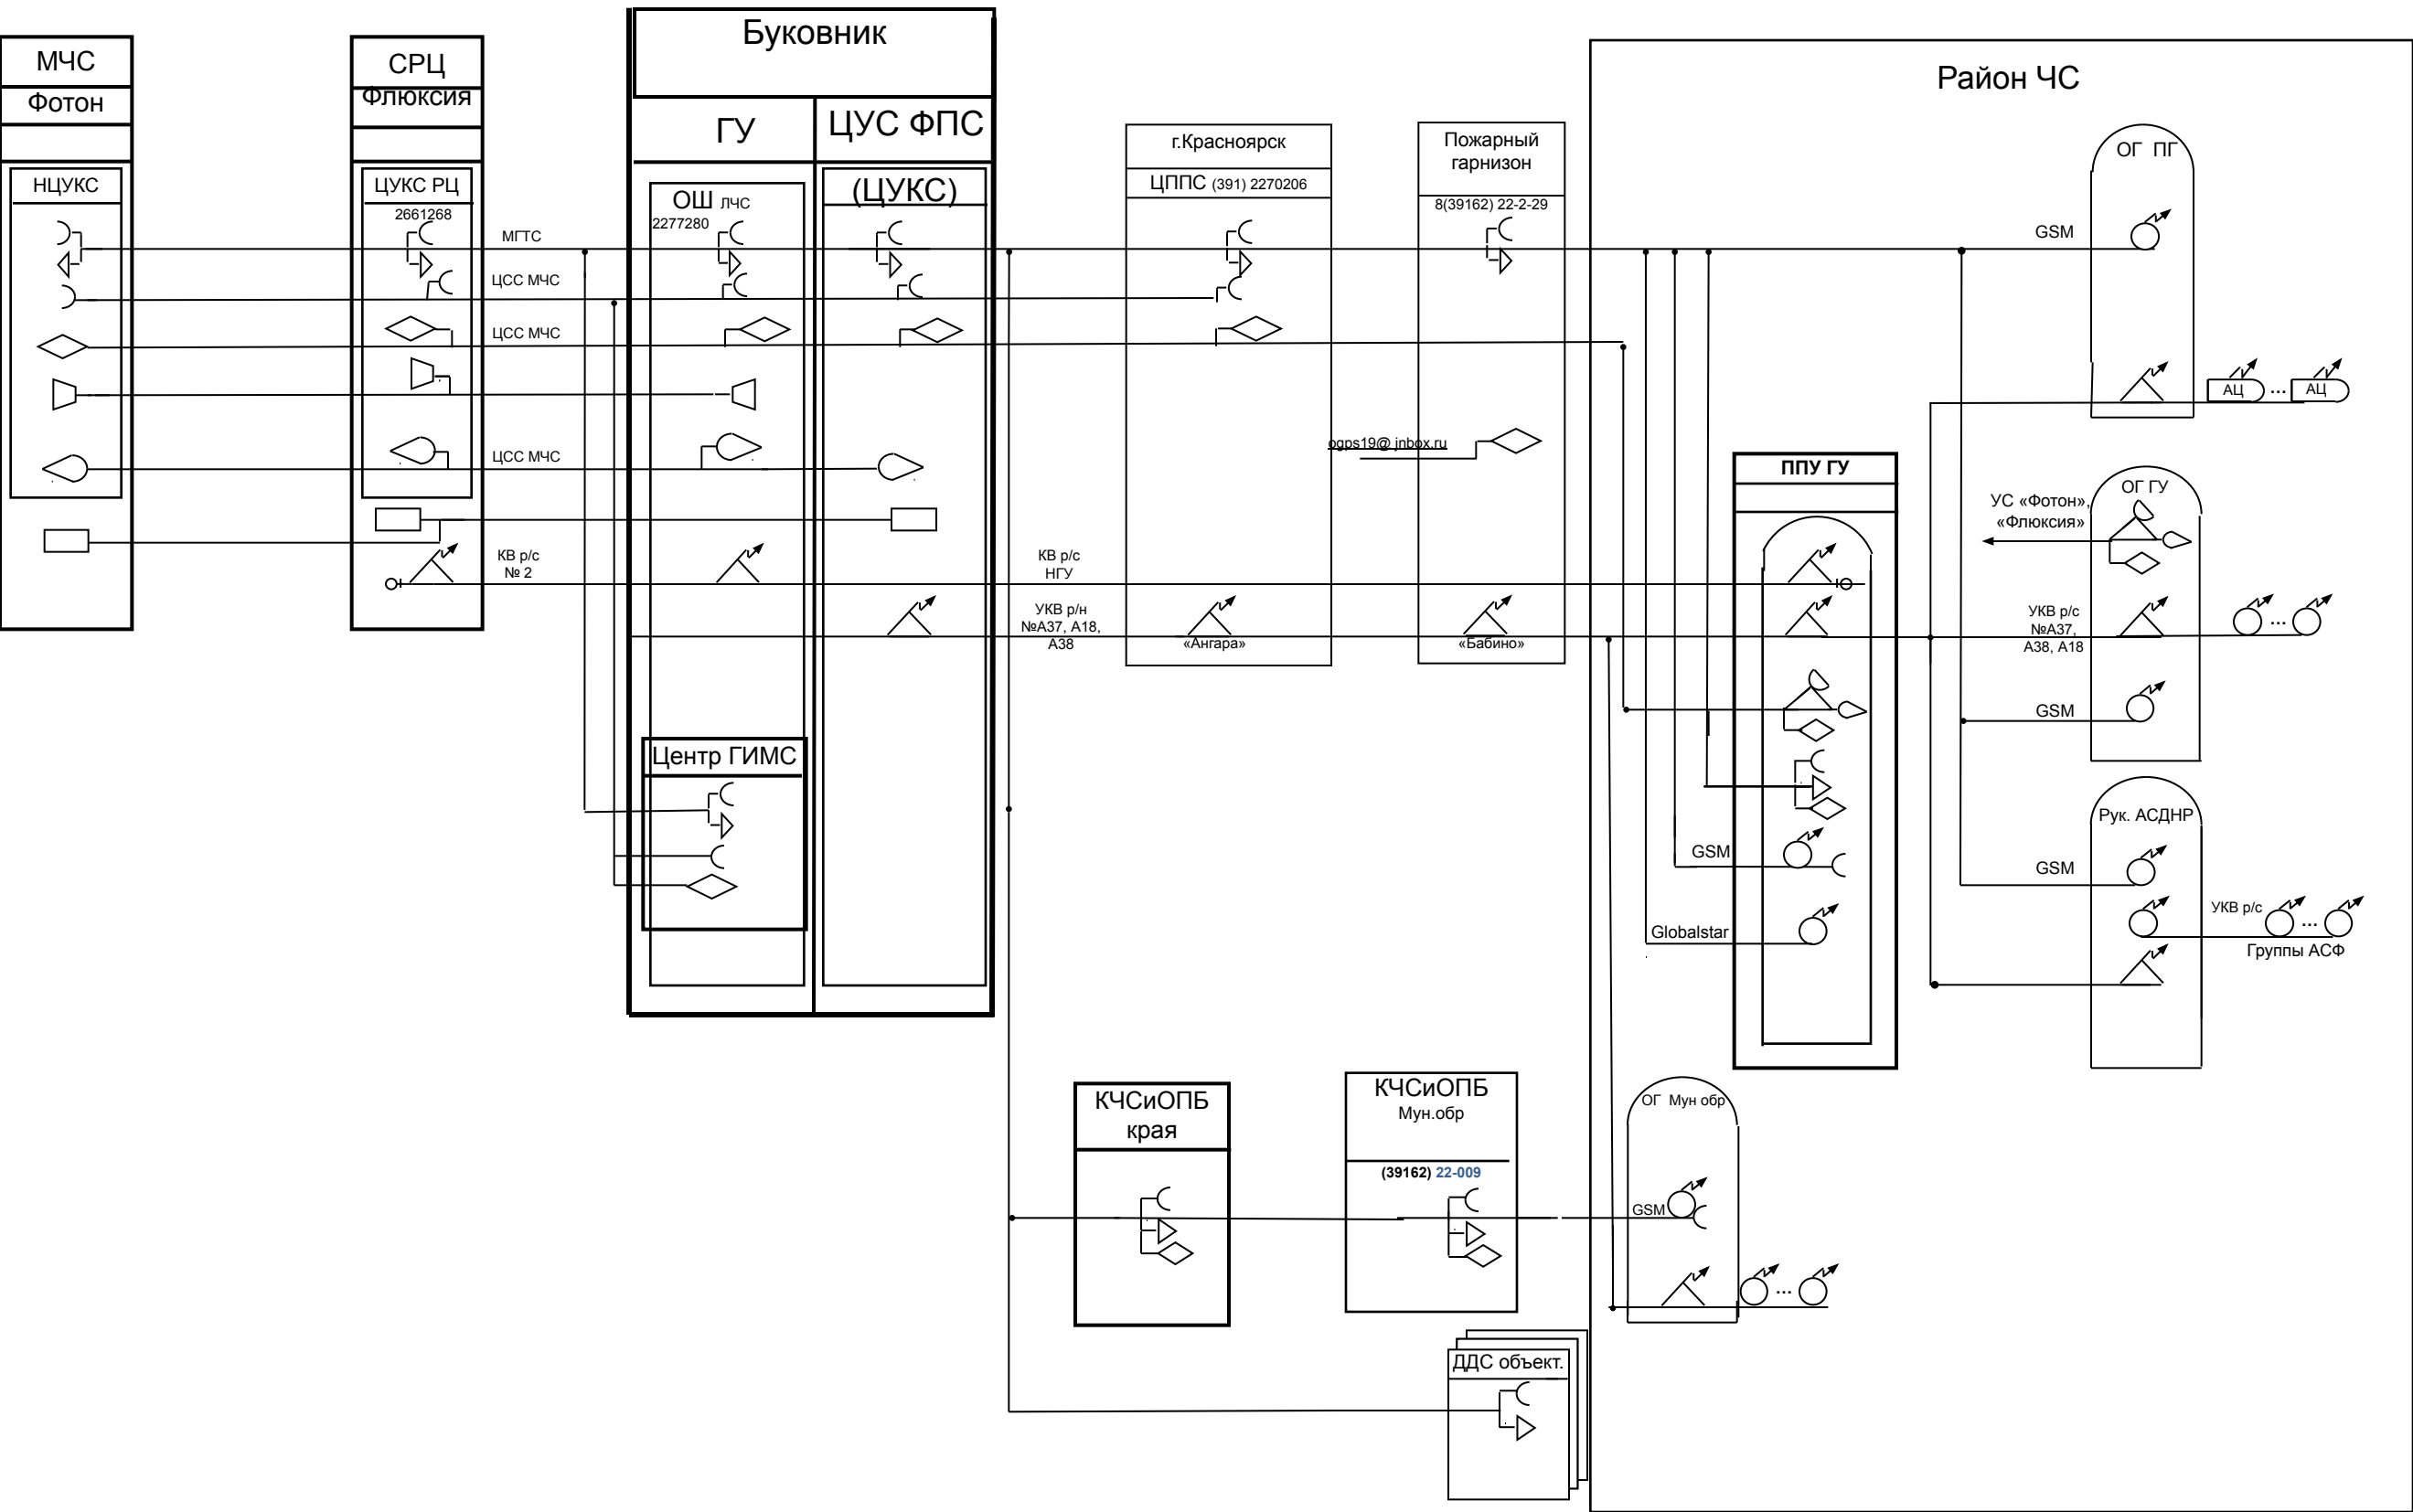 МЧС
Фотон
НЦУКС
СРЦ
Флюксия
ЦУКС РЦ
2661268
МГТС
ЦСС МЧС
ЦСС МЧС
ЦСС МЧС
КВ р/с
№ 2
Буковник
ГУ
ЦУС ФПС
(ЦУКС)
ОШ ЛЧС
2277280
Центр ГИМС
КВ р/с
НГУ
УКВ р/н
№А37, А18,
А38
г.Красноярск
ЦППС (391) 2270206
«Ангара»
Пожарный
гарнизон
8(39162) 22-2-29
ogps19@ jnbox.ru
«Бабино»
Район ЧС
ППУ ГУ
GSM
Globalstar
ОГ ПГ
GSM
АЦ
...
АЦ
ОГ ГУ
УС «Фотон»,
«Флюксия»
УКВ р/с
№А37,
А38, А18
...
GSM
Рук. АСДНР
GSM
УКВ р/с
...
Группы АСФ
КЧСиОПБ
края
КЧСиОПБ
Мун.обр
(39162) 22-009
ОГ Мун обр
GSM
...
ДДС объект.